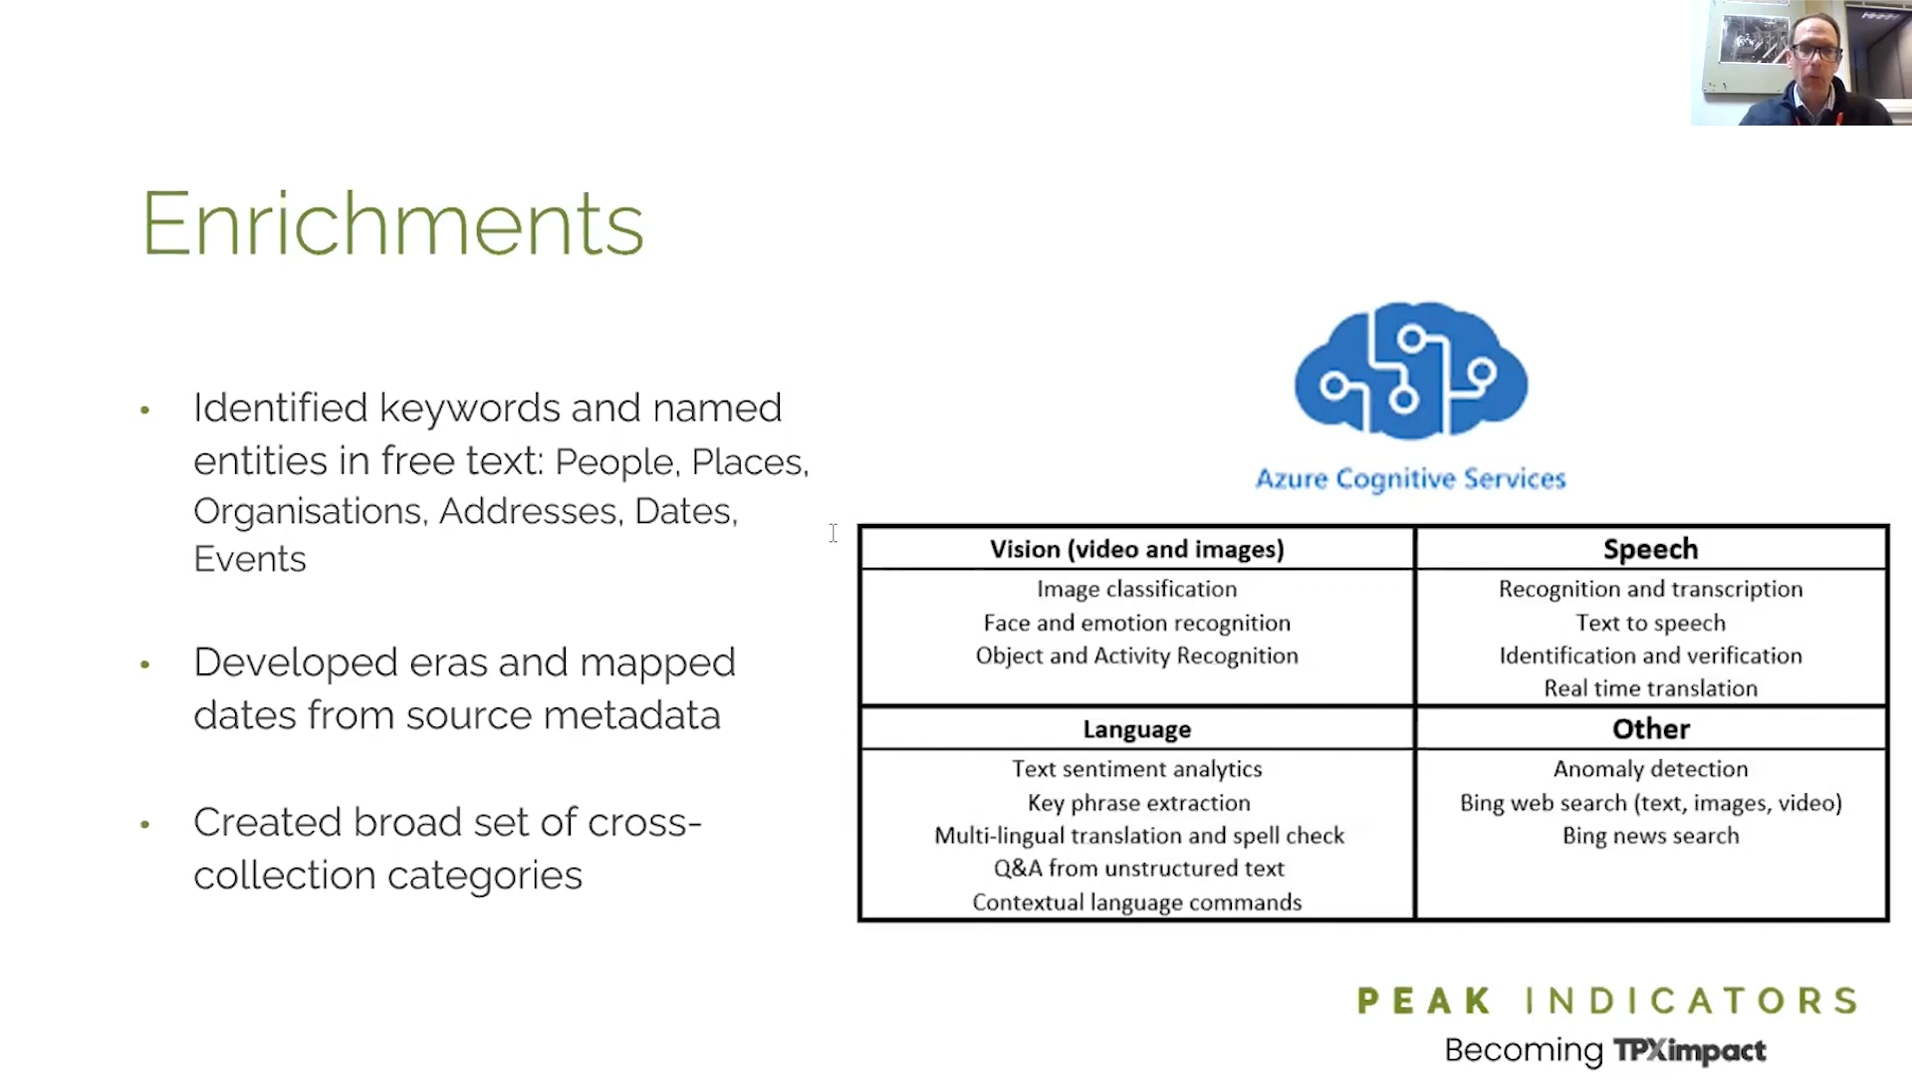 Enrichments
• Identified keywords and named
entities in free text: People, Places,
Organisations, Addresses, Dates,
Events
• Developed eras and mapped
dates from source metadata
• Created broad set of cross-
collection categories
Azure Cognitive Services
Vision (video and images)
Image classification
Face and emotion recognition
Object and Activity Recognition
Speech
Recognition and transcription
Text to speech
Identification and verification
Real time translation
Language
Text sentiment analytics
Key phrase extraction
Multi-lingual translation and spell check
Q&A from unstructured text
Contextual language commands
Other
Anomaly detection
Bing web search (text, images, video)
Bing news search
PEAK INDICATORS
Becoming TPXimpact